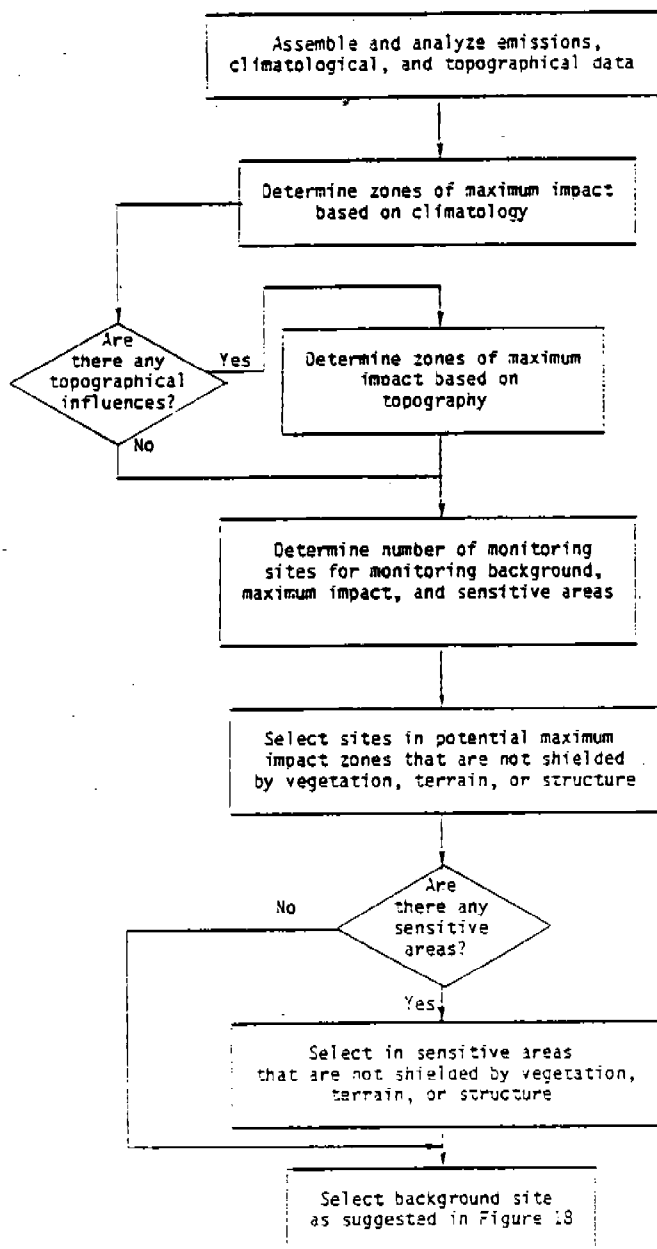 Assemble and analyze emissions,
climatological, and topographical data
Determine zones of maximum impact
based on climatology
Are
there any
topographical
influences?
Yes
No
Determine zones of maximum
impact based on
topography
Determine number of monitoring
sites for monitoring background,
maximum impact, and sensitive areas
Select sites in potential maximum
impact zones that are not shielded
by vegetation, terrain, or structure
Are
there any
sensitive
areas?
No
Yes
Select in sensitive areas
that are not shielded by vegetation,
terrain, or structure
Select background site
as suggested in Figure 18